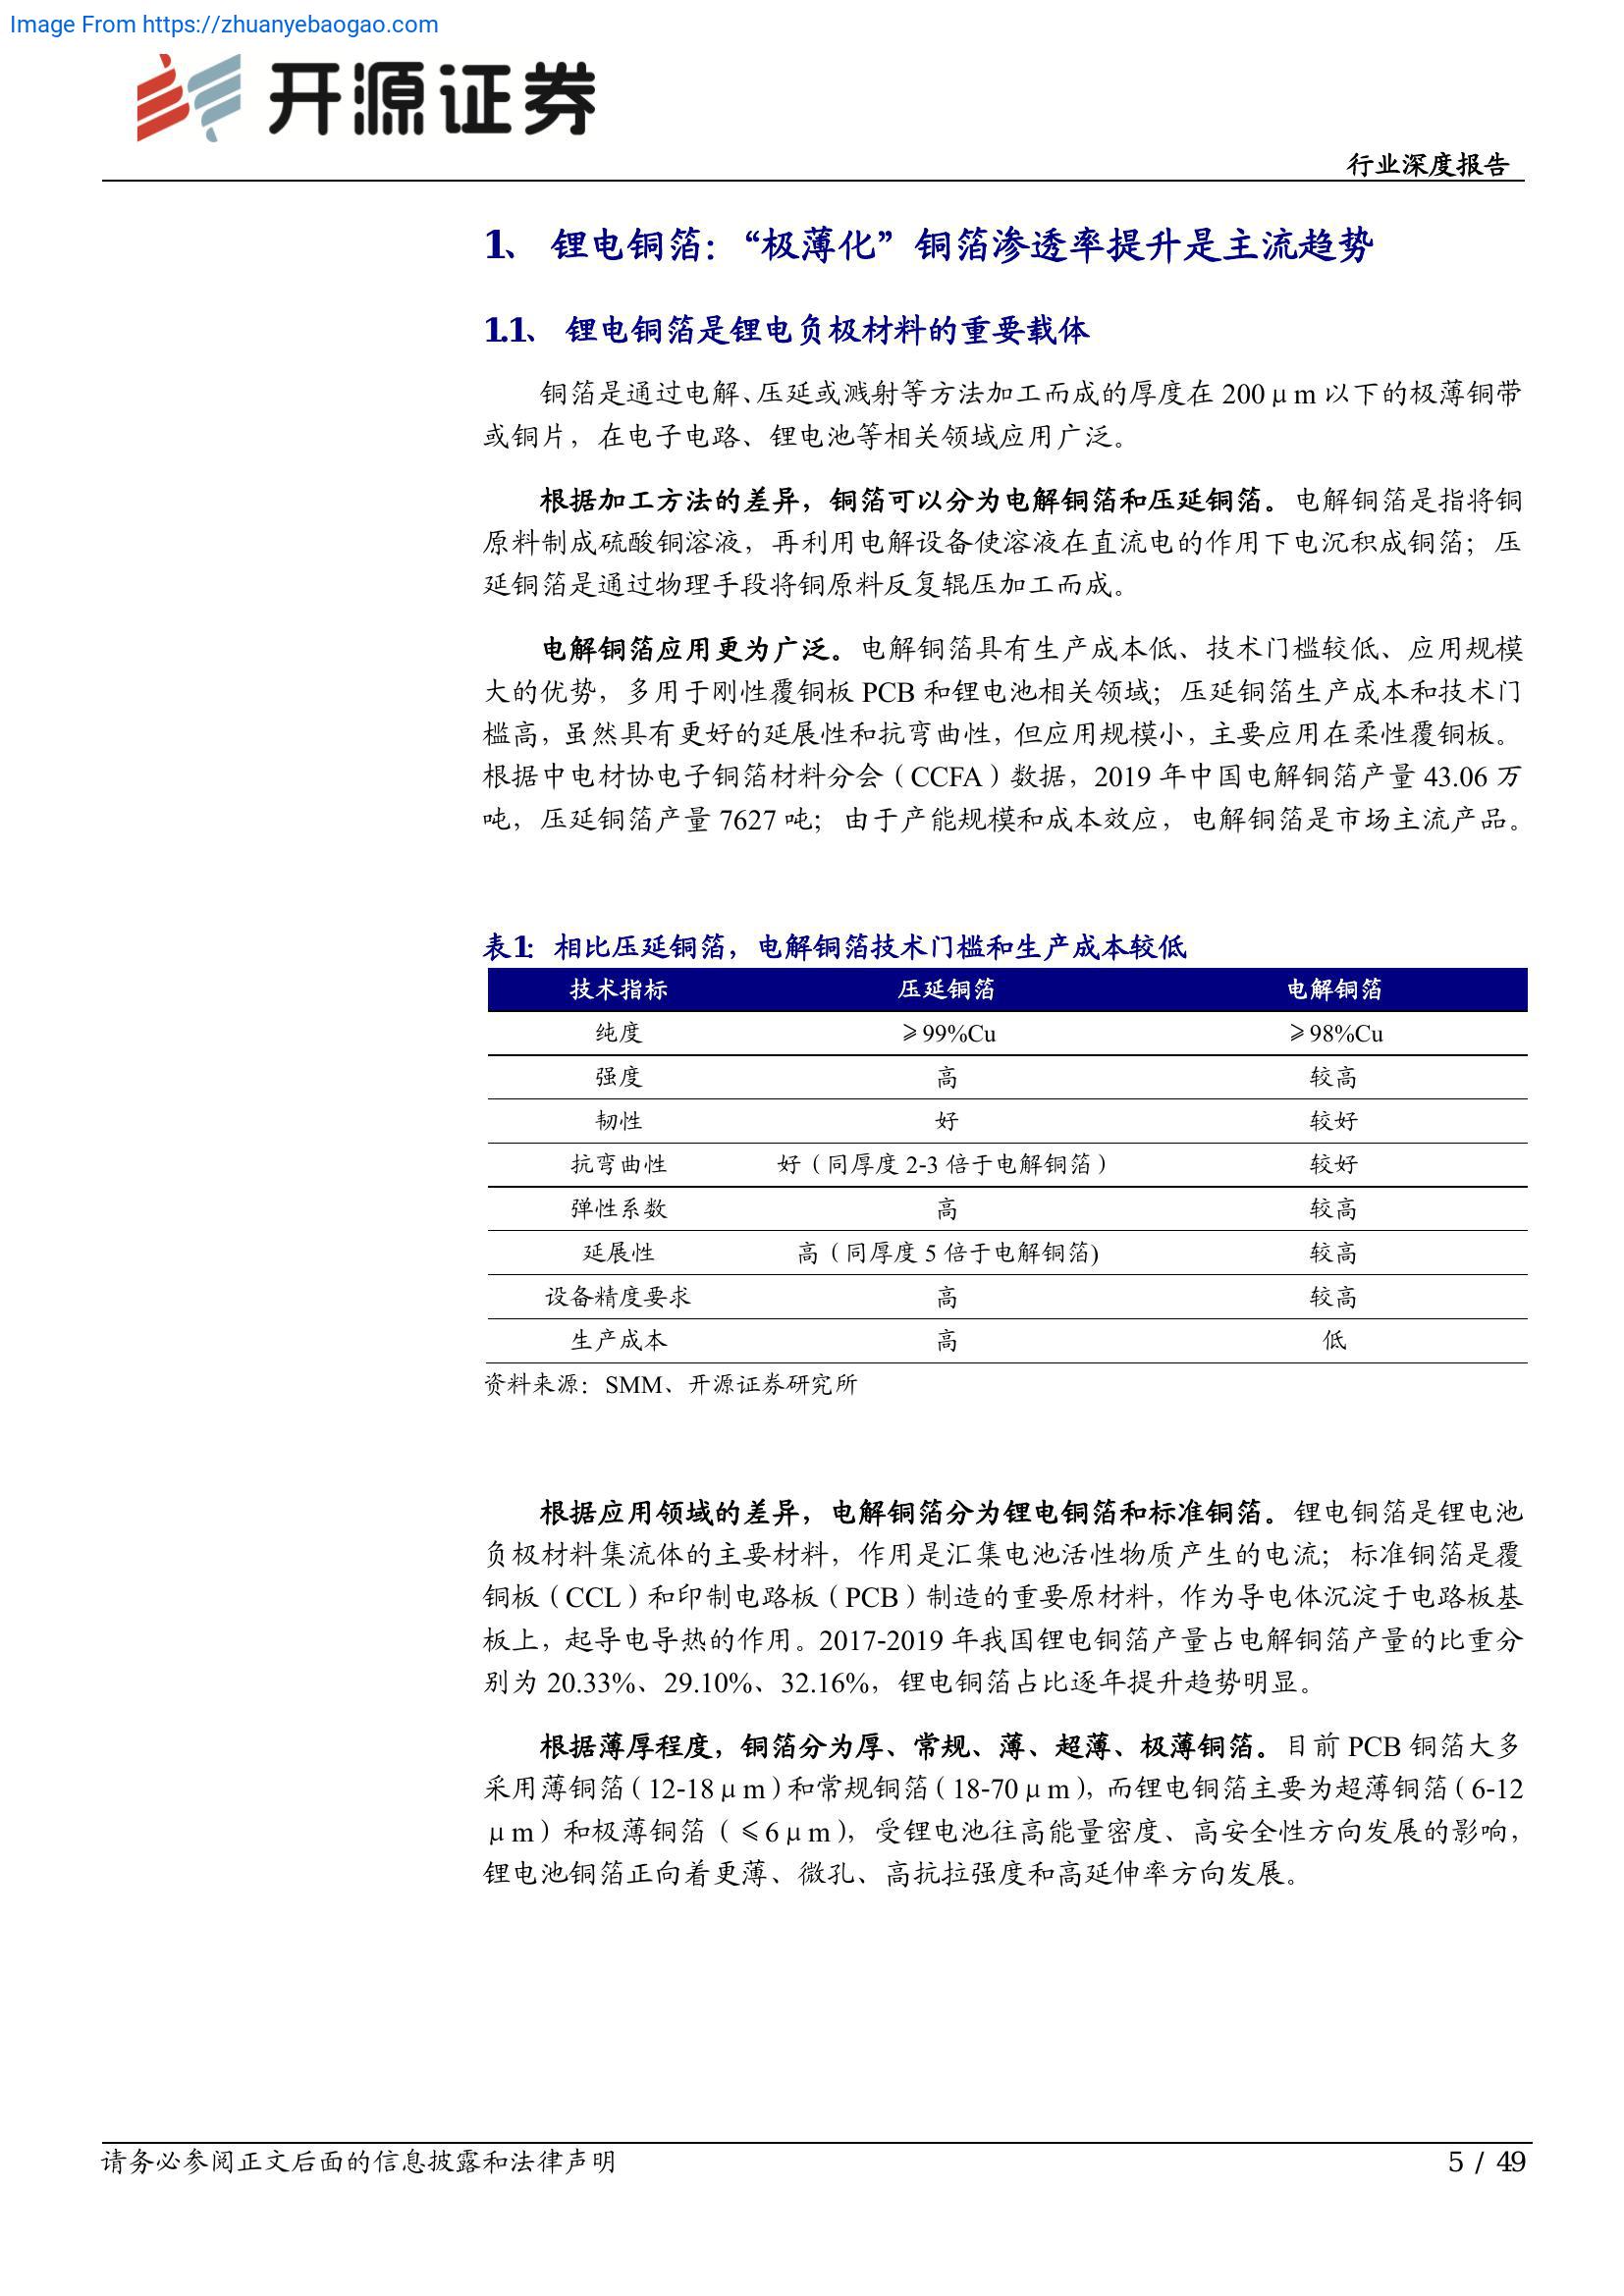 Image From https://zhuanyebaogao.com
开源证券
行业深度报告
1、 锂电铜箔：“极薄化”铜箔渗透率提升是主流趋势
1.1、 锂电铜箔是锂电负极材料的重要载体
铜箔是通过电解、压延或溅射等方法加工而成的厚度在 200μm 以下的极薄铜带
或铜片，在电子电路、锂电池等相关领域应用广泛。
根据加工方法的差异，铜箔可以分为电解铜箔和压延铜箔。电解铜箔是指将铜
原料制成硫酸铜溶液，再利用电解设备使溶液在直流电的作用下电沉积成铜箔；压
延铜箔是通过物理手段将铜原料反复辊压加工而成。
电解铜箔应用更为广泛。电解铜箔具有生产成本低、技术门槛较低、应用规模
大的优势，多用于刚性覆铜板 PCB 和锂电池相关领域；压延铜箔生产成本和技术门
槛高，虽然具有更好的延展性和抗弯曲性，但应用规模小，主要应用在柔性覆铜板。
根据中电材协电子铜箔材料分会（CCFA）数据，2019 年中国电解铜箔产量 43.06 万
吨，压延铜箔产量 7627 吨；由于产能规模和成本效应，电解铜箔是市场主流产品。
表1： 相比压延铜箔，电解铜箔技术门槛和生产成本较低
技术指标 压延铜箔 电解铜箔
纯度 ≥99%Cu ≥98%Cu
强度 高 较高
韧性 好 较好
抗弯曲性 好（同厚度 2-3 倍于电解铜箔） 较好
弹性系数 高 较高
延展性 高（同厚度 5 倍于电解铜箔) 较高
设备精度要求 高 较高
生产成本 高 低
资料来源：SMM、开源证券研究所
根据应用领域的差异，电解铜箔分为锂电铜箔和标准铜箔。锂电铜箔是锂电池
负极材料集流体的主要材料，作用是汇集电池活性物质产生的电流；标准铜箔是覆
铜板（CCL）和印制电路板（PCB）制造的重要原材料，作为导电体沉淀于电路板基
板上，起导电导热的作用。2017-2019 年我国锂电铜箔产量占电解铜箔产量的比重分
别为 20.33%、29.10%、32.16%，锂电铜箔占比逐年提升趋势明显。
根据薄厚程度，铜箔分为厚、常规、薄、超薄、极薄铜箔。目前 PCB 铜箔大多
采用薄铜箔（12-18μm）和常规铜箔（18-70μm），而锂电铜箔主要为超薄铜箔（6-12
μm）和极薄铜箔（≤6μm），受锂电池往高能量密度、高安全性方向发展的影响，
锂电池铜箔正向着更薄、微孔、高抗拉强度和高延伸率方向发展。
请务必参阅正文后面的信息披露和法律声明
5 / 49